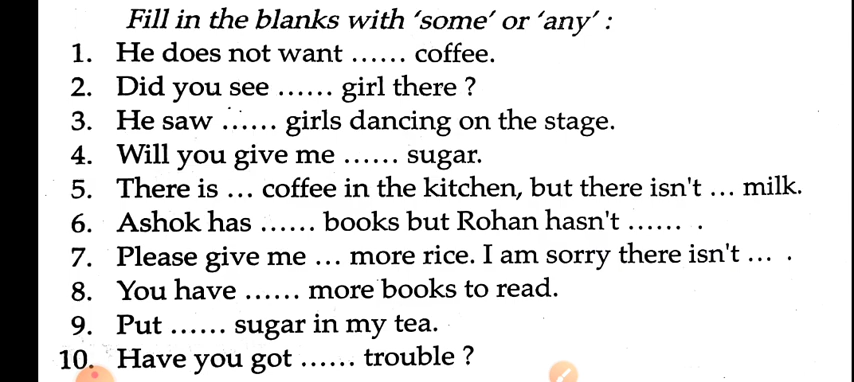 Fill in the blanks with ‘some’ or ‘any’ :
1. He does not want ...... coffee.
2. Did you see ...... girl there ?
3. He saw ...... girls dancing on the stage.
4. Will you give me ...... sugar.
5. There is ... coffee in the kitchen, but there isn't ... milk.
6. Ashok has ...... books but Rohan hasn't ...... .
7. Please give me ... more rice. I am sorry there isn't ... .
8. You have ...... more books to read.
9. Put ...... sugar in my tea.
10. Have you got ...... trouble ?